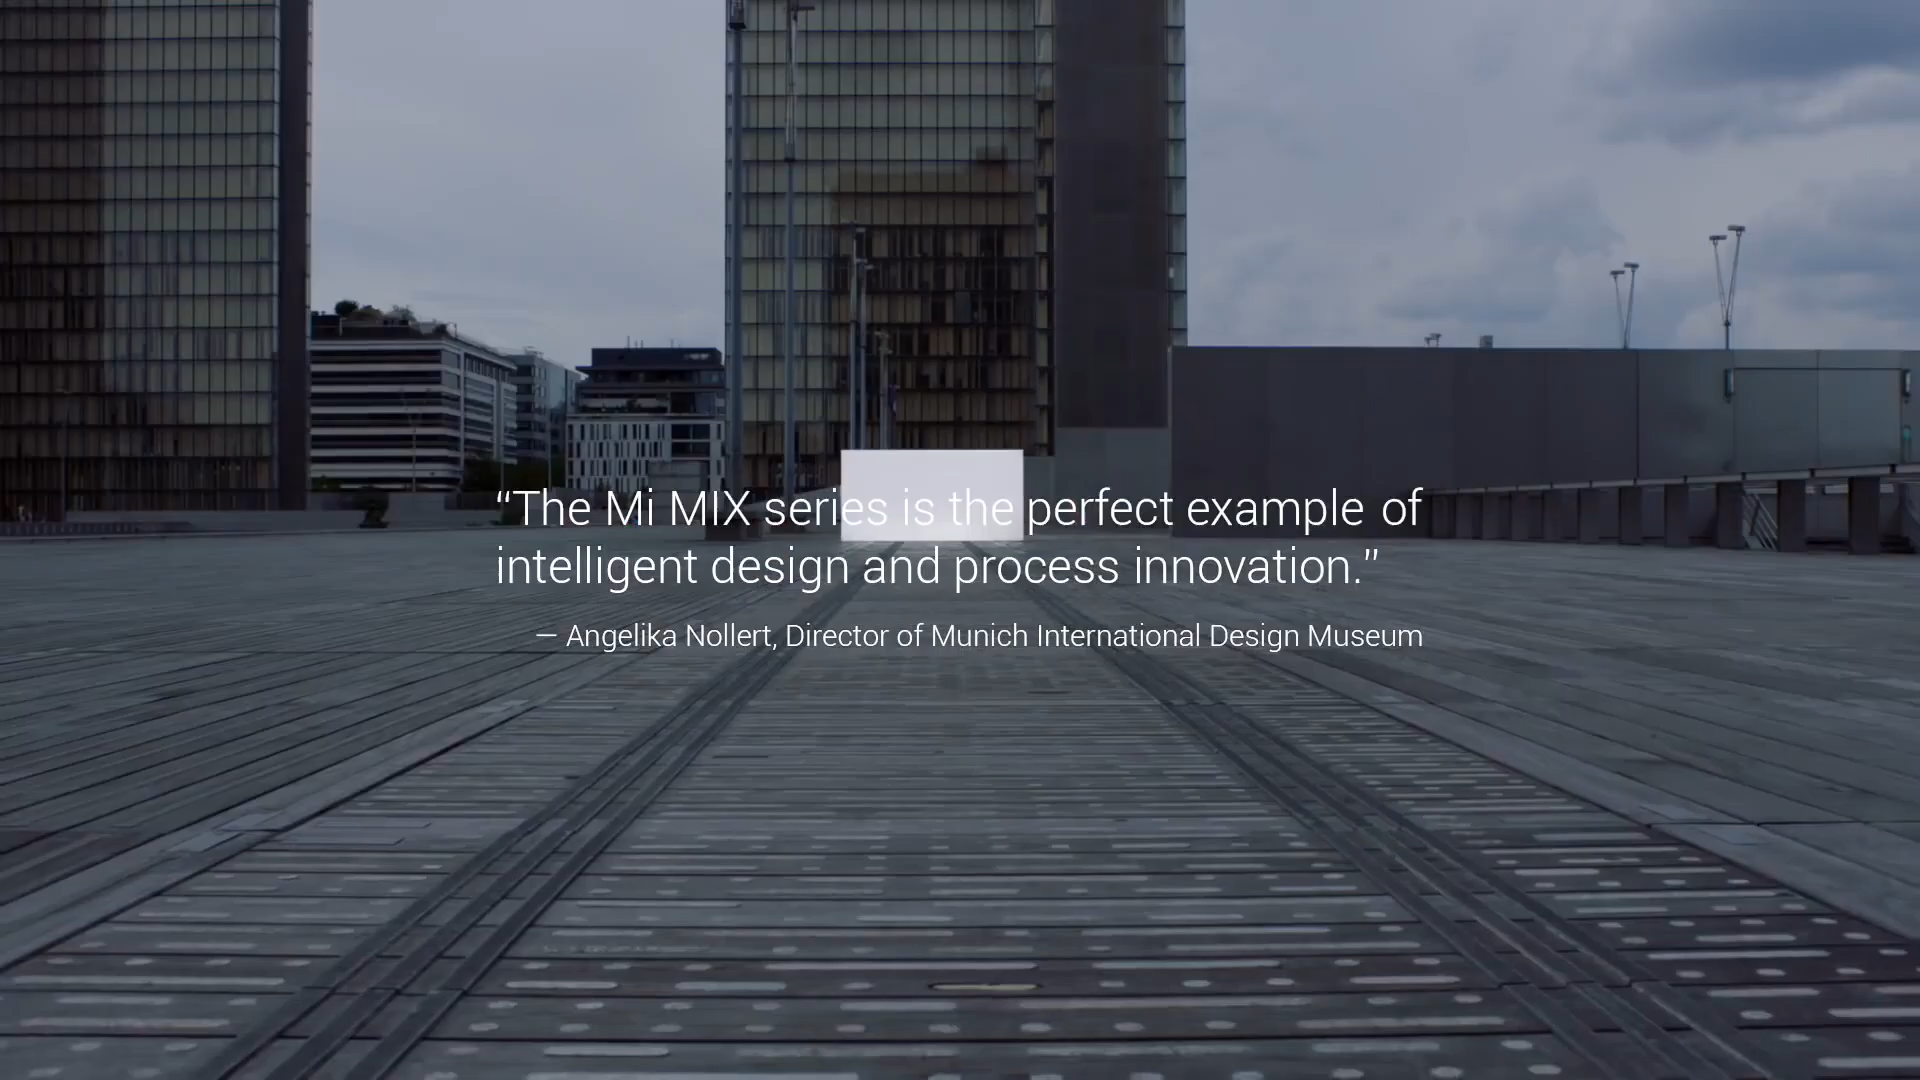 “The Mi MIX series is the perfect example of
intelligent design and process innovation.”
— Angelika Nollert, Director of Munich International Design Museum